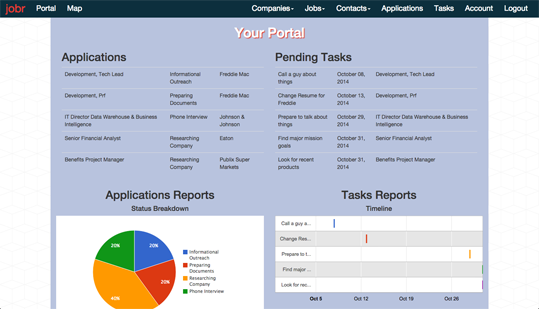 jobr Portal Map Companies Jobs Contacts Applications Tasks Account Logout
Your Portal
Applications
Development, Tech Lead Informational Outreach Freddie Mac
Development, Prf Preparing Documents Freddie Mac
IT Director Data Warehouse & Business Intelligence Phone Interview Johnson & Johnson
Senior Financial Analyst Researching Company Eaton
Benefits Project Manager Researching Company Publix Super Markets
Pending Tasks
Call a guy about things October 08, 2014 Development, Tech Lead
Change Resume for Freddie October 13, 2014 Development, Prf
Prepare to talk about things October 29, 2014 IT Director Data Warehouse & Business Intelligence
Find major mission goals October 31, 2014 Senior Financial Analyst
Look for recent products October 31, 2014 Benefits Project Manager
Applications Reports
Status Breakdown
20%
20%
20%
40%
Informational Outreach
Preparing Documents
Researching Company
Phone Interview
Tasks Reports
Timeline
Call a guy a...
Change Res...
Prepare to t...
Find major ...
Look for rec...
Oct 5 Oct 12 Oct 19 Oct 26